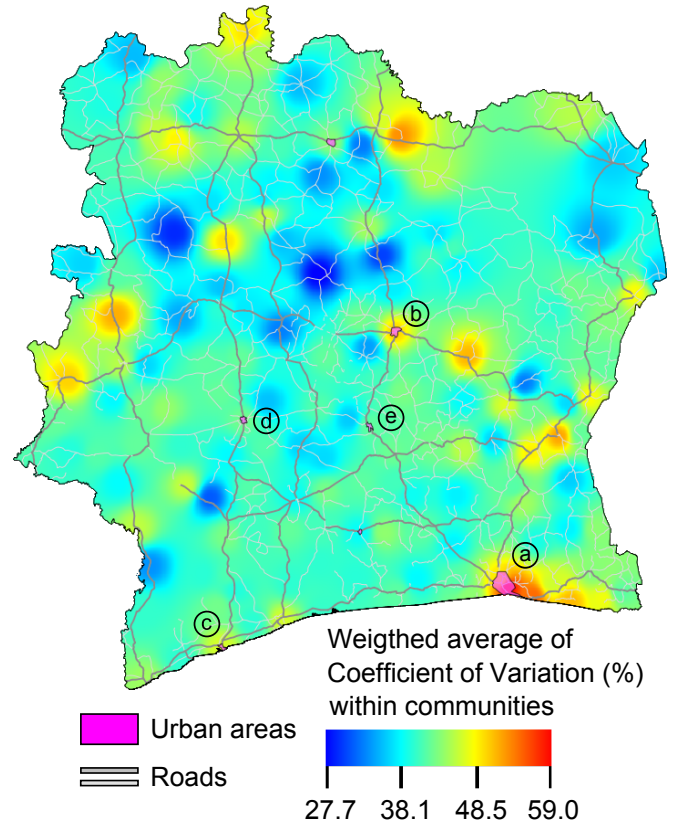 b
d
e
a
c
Weigthed average of
Coefficient of Variation (%)
within communities
Urban areas
Roads
27.7 38.1 48.5 59.0